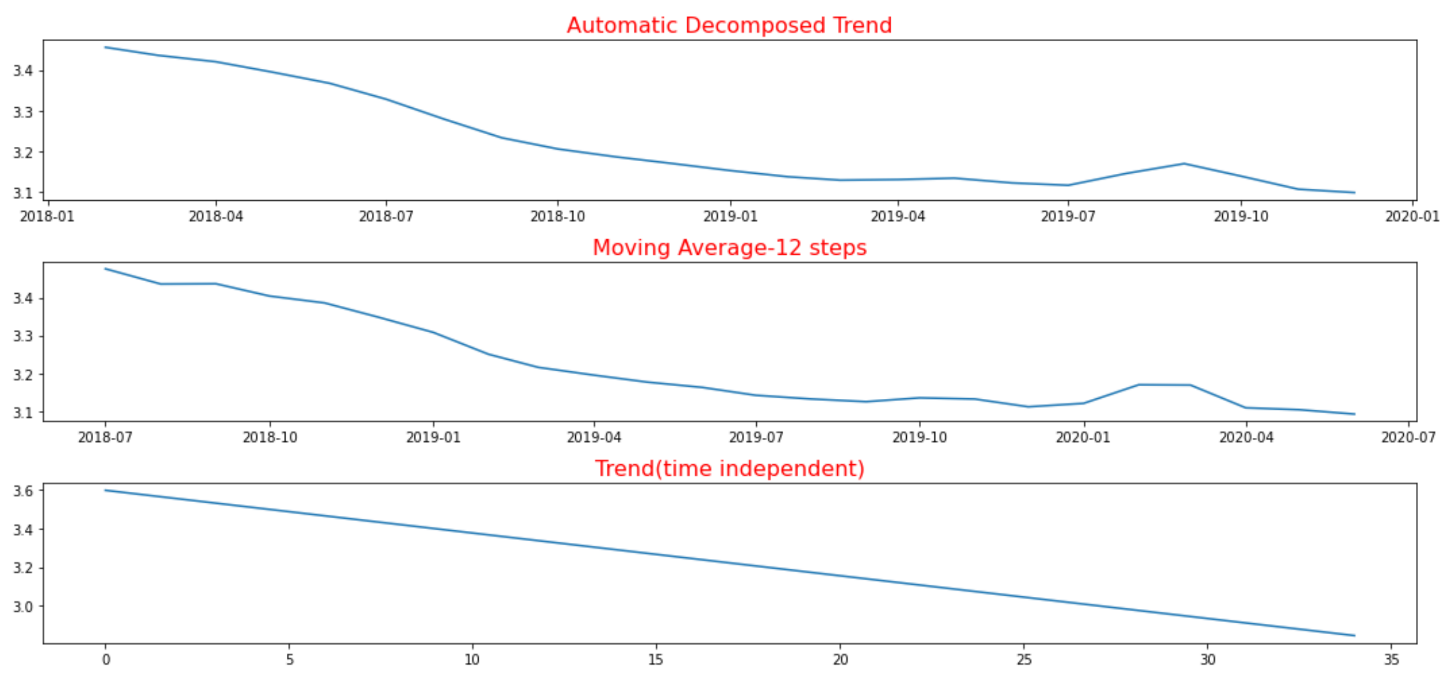 Automatic Decomposed Trend
3.4
3.3
3.2
3.1
2018-01 2018-04 2018-07 2018-10 2019-01 2019-04 2019-07 2019-10 2020-01
Moving Average-12 steps
3.4
3.3
3.2
3.1
2018-07 2018-10 2019-01 2019-04 2019-07 2019-10 2020-01 2020-04 2020-07
Trend(time independent)
3.6
3.4
3.2
3.0
0 5 10 15 20 25 30 35